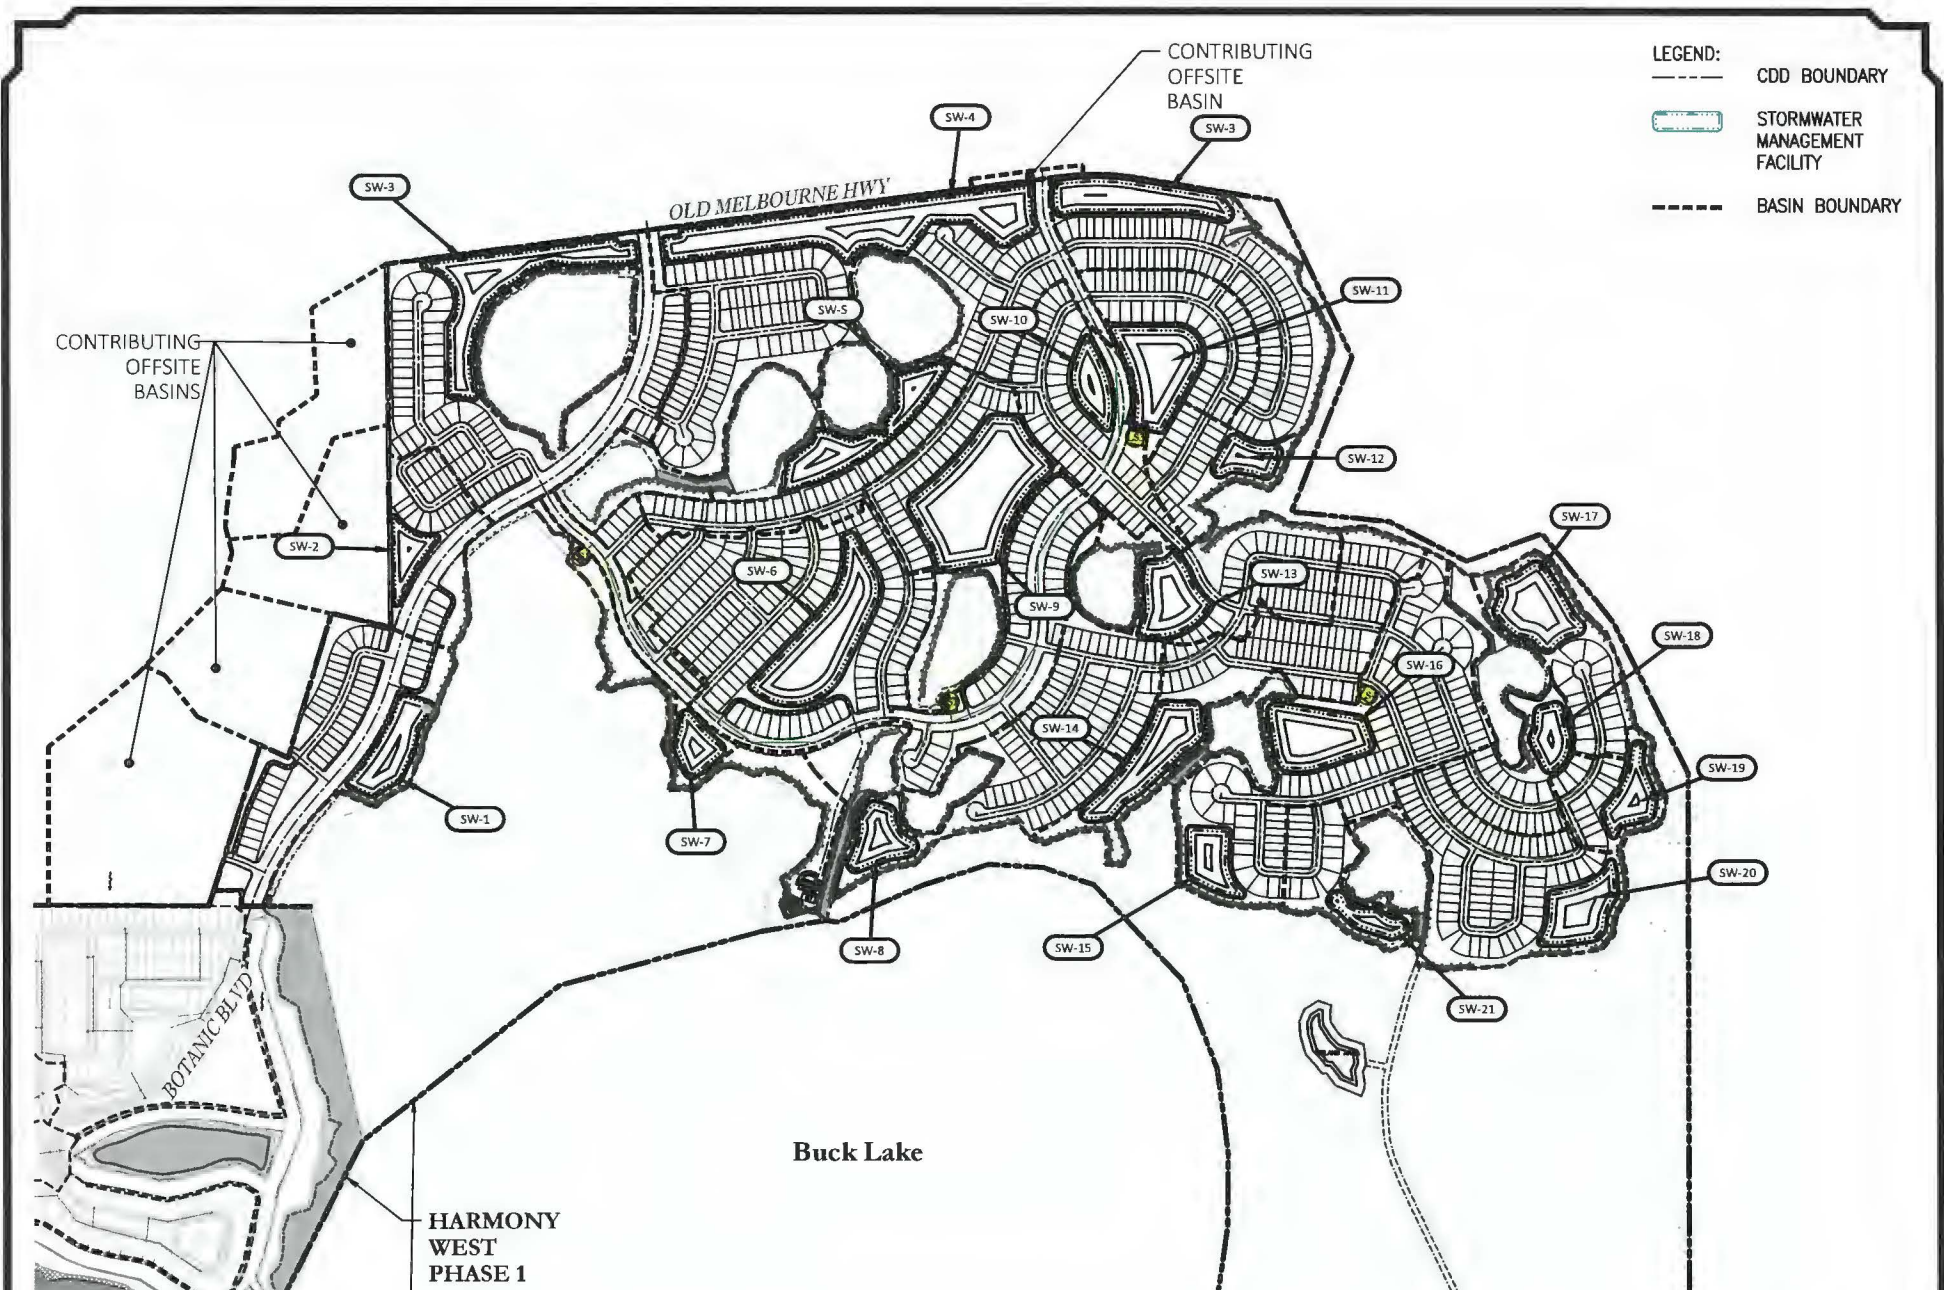 CONTRIBUTING
OFFSITE
BASIN
LEGEND:
CDD BOUNDARY
STORMWATER
MANAGEMENT
FACILITY
BASIN BOUNDARY
SW-4
SW-3
SW-3
OLD MELBOURNE HWY
SW-11
SW-5
SW-10
CONTRIBUTING
OFFSITE
BASINS
SW-12
SW-17
SW-2
SW-6
SW-13
SW-9
SW-18
SW-16
SW-14
SW-19
SW-1
SW-7
SW-20
SW-8
SW-15
SW-21
BOTANIC BLVD
Buck Lake
HARMONY
WEST
PHASE 1